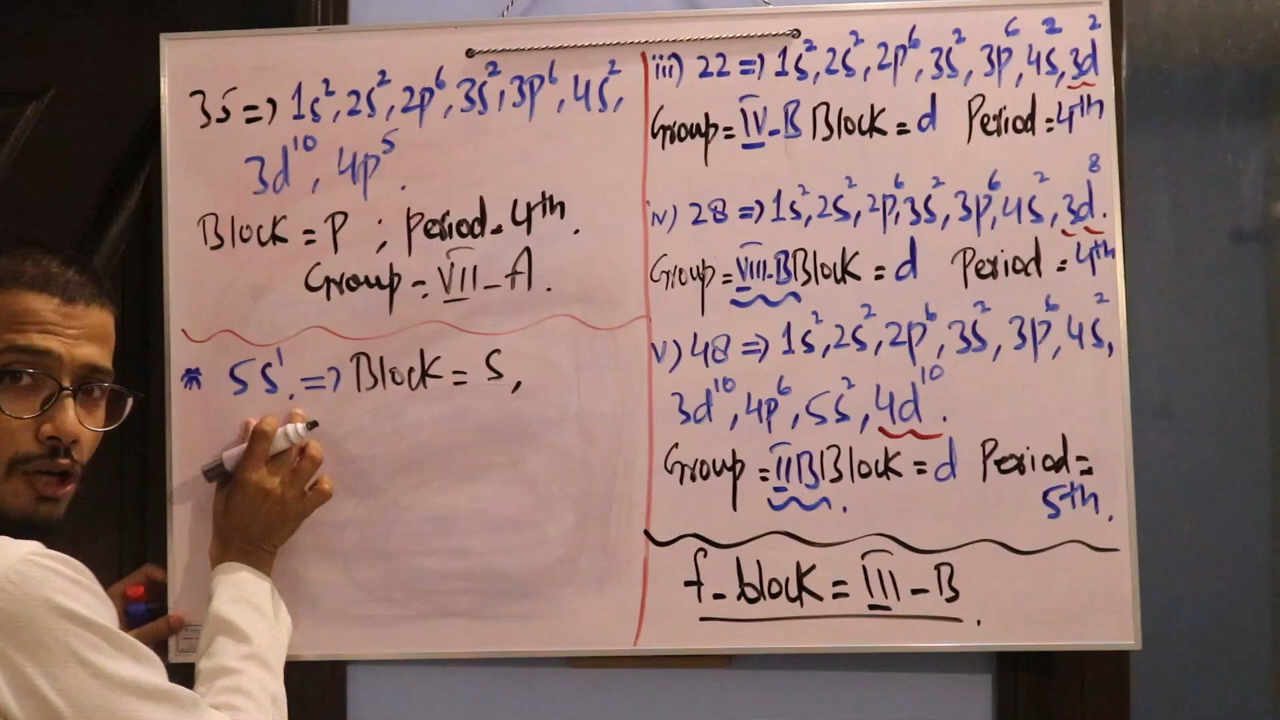 35 => 1s², 2s², 2p⁶, 3s², 3p⁶, 4s²,
3d¹⁰, 4p⁵.
Block = P ; Period = 4th.
Group = VII - A.
* 5s¹. => Block = S,
iii) 22 => 1s², 2s², 2p⁶, 3s², 3p⁶, 4s², 3d²
Group = IV - B Block = d Period = 4th
iv) 28 => 1s², 2s², 2p⁶, 3s², 3p⁶, 4s², 3d⁸.
Group = VIII - B Block = d Period = 4th
v) 48 => 1s², 2s², 2p⁶, 3s², 3p⁶, 4s²,
3d¹⁰, 4p⁶, 5s², 4d¹⁰.
Group = IIB Block = d Period =
5th.
f - block = III - B.